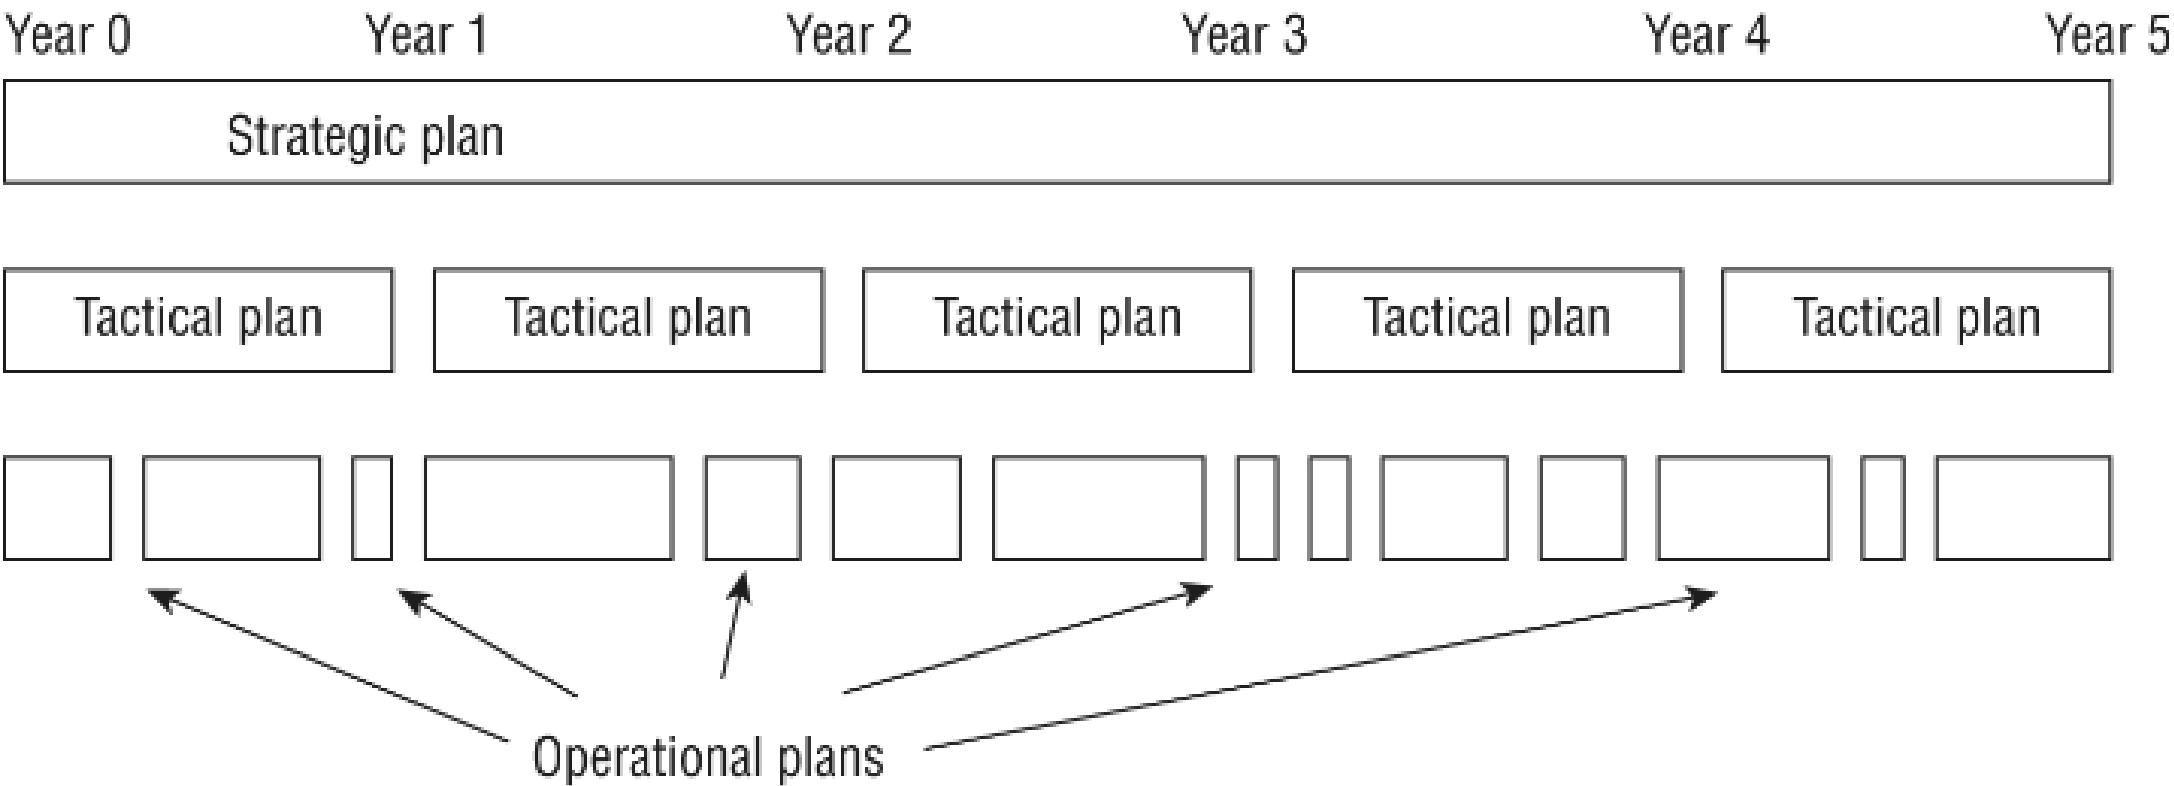 Year 0 Year 1 Year 2 Year 3 Year 4 Year 5
Strategic plan
Tactical plan Tactical plan Tactical plan Tactical plan Tactical plan
Operational plans